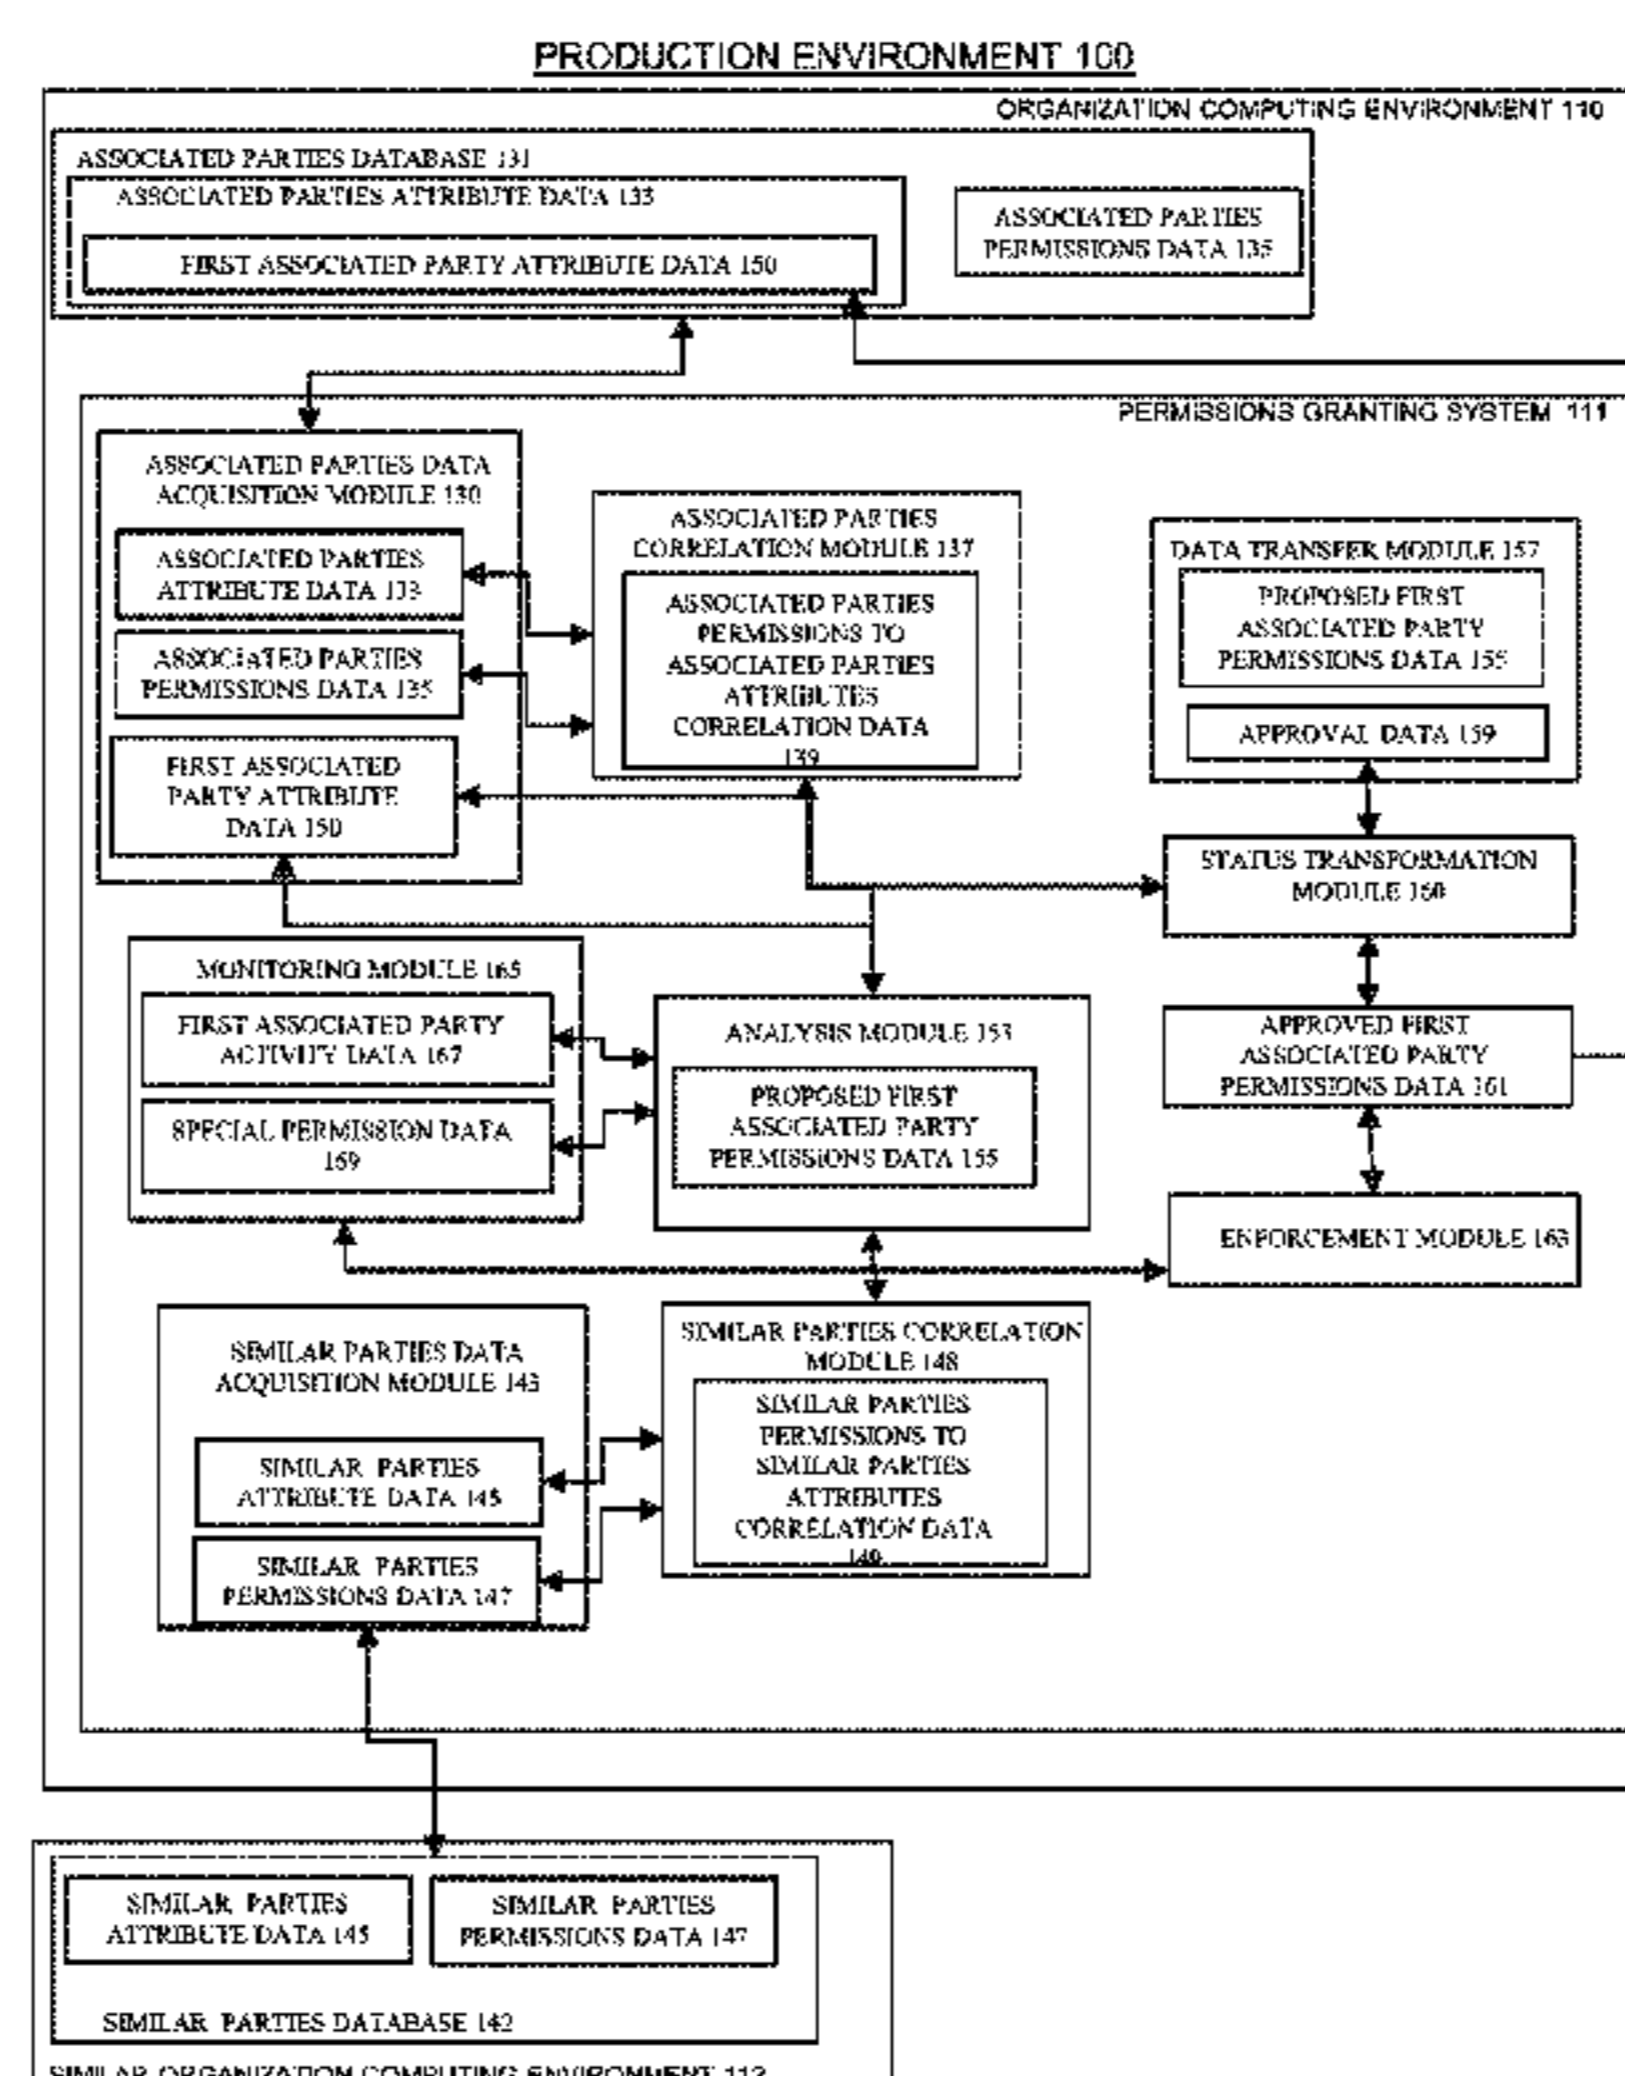 PRODUCTION ENVIRONMENT 100
ORGANIZATION COMPUTING ENVIRONMENT 110
ASSOCIATED PARTIES DATABASE 131
ASSOCIATED PARTIES ATTRIBUTE DATA 133
FIRST ASSOCIATED PARTY ATTRIBUTE DATA 150
ASSOCIATED PARTIES
PERMISSIONS DATA 135
PERMISSIONS GRANTING SYSTEM 111
ASSOCIATED PARTIES DATA
ACQUISITION MODULE 130
ASSOCIATED PARTIES
ATTRIBUTE DATA 133
ASSOCIATED PARTIES
PERMISSIONS DATA 135
FIRST ASSOCIATED
PARTY ATTRIBUTE
DATA 150
ASSOCIATED PARTIES
CORRELATION MODULE 137
ASSOCIATED PARTIES
PERMISSIONS TO
ASSOCIATED PARTIES
ATTRIBUTES
CORRELATION DATA
139
DATA TRANSFER MODULE 157
PROPOSED FIRST
ASSOCIATED PARTY
PERMISSIONS DATA 155
APPROVAL DATA 159
STATUS TRANSFORMATION
MODULE 160
APPROVED FIRST
ASSOCIATED PARTY
PERMISSIONS DATA 161
ENFORCEMENT MODULE 163
MONITORING MODULE 165
FIRST ASSOCIATED PARTY
ACTIVITY DATA 167
SPECIAL PERMISSION DATA
169
ANALYSIS MODULE 153
PROPOSED FIRST
ASSOCIATED PARTY
PERMISSIONS DATA 155
SIMILAR PARTIES DATA
ACQUISITION MODULE 143
SIMILAR PARTIES
ATTRIBUTE DATA 145
SIMILAR PARTIES
PERMISSIONS DATA 147
SIMILAR PARTIES CORRELATION
MODULE 148
SIMILAR PARTIES
PERMISSIONS TO
SIMILAR PARTIES
ATTRIBUTES
CORRELATION DATA
149
SIMILAR PARTIES
ATTRIBUTE DATA 145
SIMILAR PARTIES
PERMISSIONS DATA 147
SIMILAR PARTIES DATABASE 142
SIMILAR ORGANIZATION COMPUTING ENVIRONMENT 112